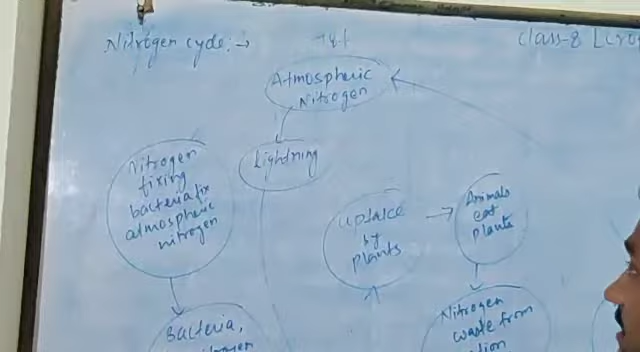 Nitrogen cycle:→
78%
Class-8
Atmospheric
Nitrogen
lightning
Nitrogen
fixing
bacteria fix
atmospheric
nitrogen
uptake
by
plants
Animals
eat
plants
Bacteria,
Nitrogen
waste from